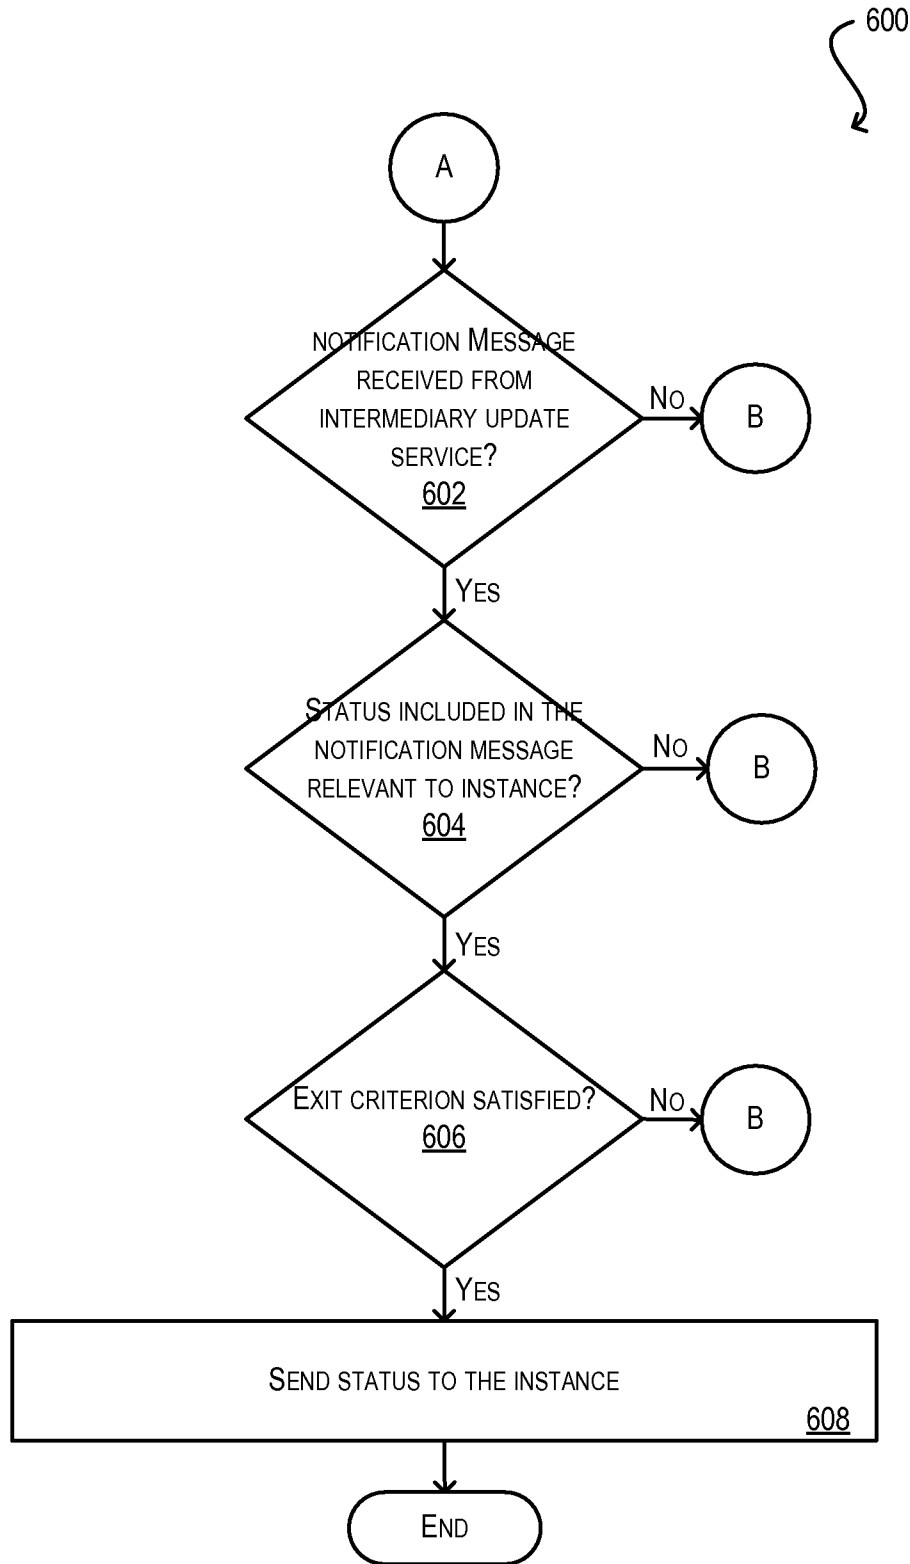 600
A
NOTIFICATION MESSAGE
RECEIVED FROM
INTERMEDIARY UPDATE
SERVICE?
602
NO
B
YES
STATUS INCLUDED IN THE
NOTIFICATION MESSAGE
RELEVANT TO INSTANCE?
604
NO
B
YES
EXIT CRITERION SATISFIED?
606
NO
B
YES
SEND STATUS TO THE INSTANCE
608
END